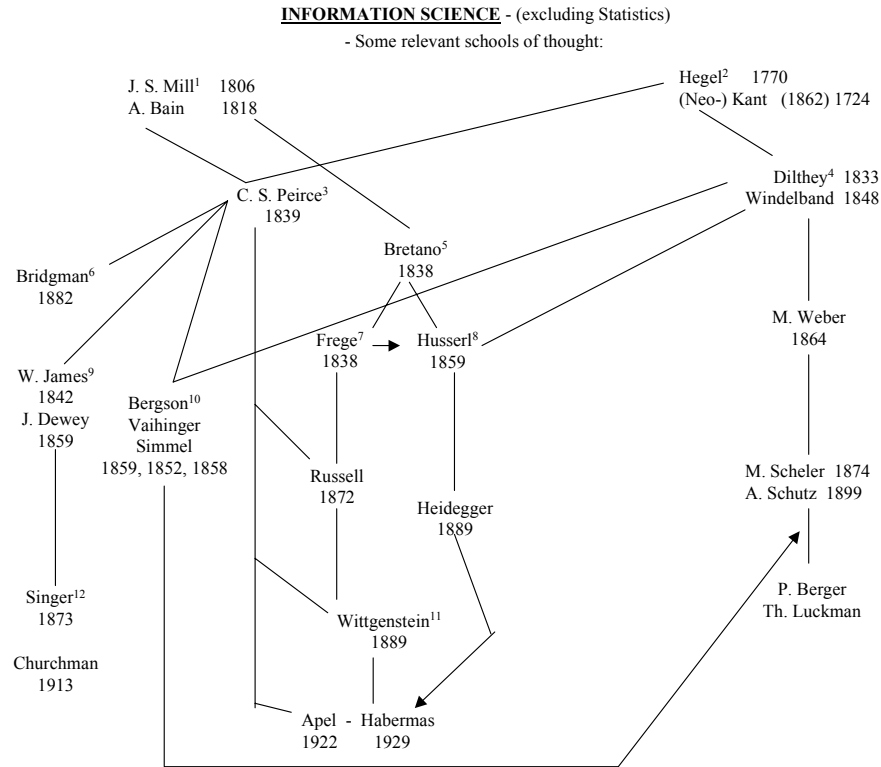 INFORMATION SCIENCE - (excluding Statistics)
- Some relevant schools of thought:
J. S. Mill¹ 1806
A. Bain 1818
Hegel² 1770
(Neo-) Kant (1862) 1724
C. S. Peirce³
1839
Dilthey⁴ 1833
Windelband 1848
Bretano⁵
1838
Bridgman⁶
1882
Frege⁷
1838
Husserl⁸
1859
M. Weber
1864
W. James⁹
1842
J. Dewey
1859
Bergson¹⁰
Vaihinger
Simmel
1859, 1852, 1858
Russell
1872
Heidegger
1889
M. Scheler 1874
A. Schutz 1899
Singer¹²
1873
Wittgenstein¹¹
1889
P. Berger
Th. Luckman
Churchman
1913
Apel - Habermas
1922 1929